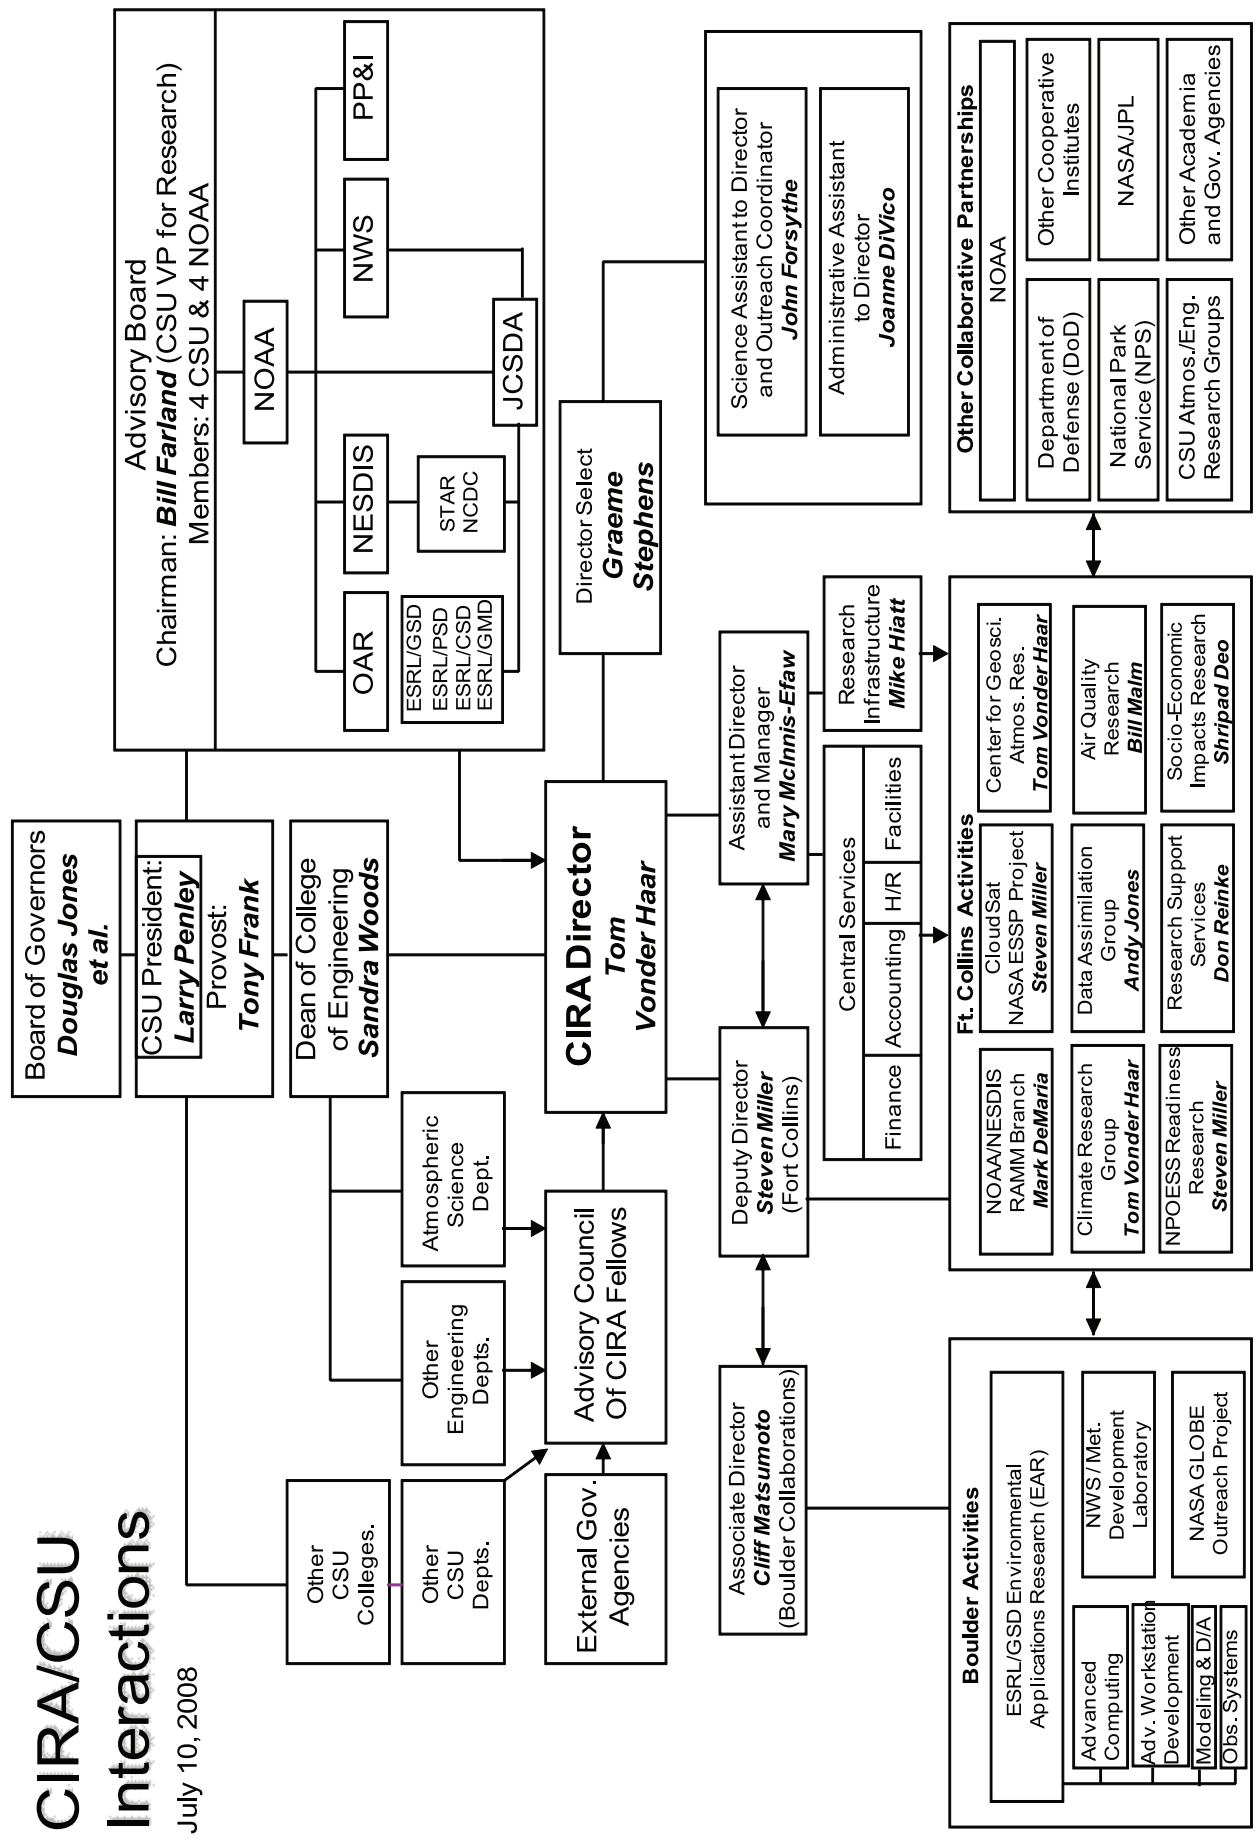 CIRA/CSU
Interactions
July 10, 2008
Board of Governors
Douglas Jones
et al.
CSU President:
Larry Penley
Provost:
Tony Frank
Dean of College
of Engineering
Sandra Woods
Advisory Board
Chairman: Bill Farland (CSU VP for Research)
Members: 4 CSU & 4 NOAA
NOAA
OAR
NESDIS
NWS
PP&I
ESRL/GSD
ESRL/PSD
ESRL/CSD
ESRL/GMD
STAR
NCDC
JCSDA
Other
CSU
Colleges.
Other
CSU
Depts.
Other
Engineering
Depts.
Atmospheric
Science
Dept.
External Gov.
Agencies
Advisory Council
Of CIRA Fellows
CIRA Director
Tom
Vonder Haar
Director Select
Graeme
Stephens
Science Assistant to Director
and Outreach Coordinator
John Forsythe
Administrative Assistant
to Director
Joanne DiVico
Associate Director
Cliff Matsumoto
(Boulder Collaborations)
Deputy Director
Steven Miller
(Fort Collins)
Assistant Director
and Manager
Mary McInnis-Efaw
Central Services
Finance
Accounting
H/R
Facilities
Research
Infrastructure
Mike Hiatt
Boulder Activities
ESRL/GSD Environmental
Applications Research (EAR)
Advanced
Computing
Adv. Workstation
Development
Modeling & D/A
Obs. Systems
NWS / Met.
Development
Laboratory
NASA GLOBE
Outreach Project
Ft. Collins Activities
NOAA/NESDIS
RAMM Branch
Mark DeMaria
CloudSat
NASA ESSP Project
Steven Miller
Center for Geosci.
Atmos. Res.
Tom Vonder Haar
Climate Research
Group
Tom Vonder Haar
Data Assimilation
Group
Andy Jones
Air Quality
Research
Bill Malm
NPOESS Readiness
Research
Steven Miller
Research Support
Services
Don Reinke
Socio-Economic
Impacts Research
Shripad Deo
Other Collaborative Partnerships
NOAA
Department of
Defense (DoD)
Other Cooperative
Institutes
National Park
Service (NPS)
NASA/JPL
CSU Atmos./Eng.
Research Groups
Other Academia
and Gov. Agencies